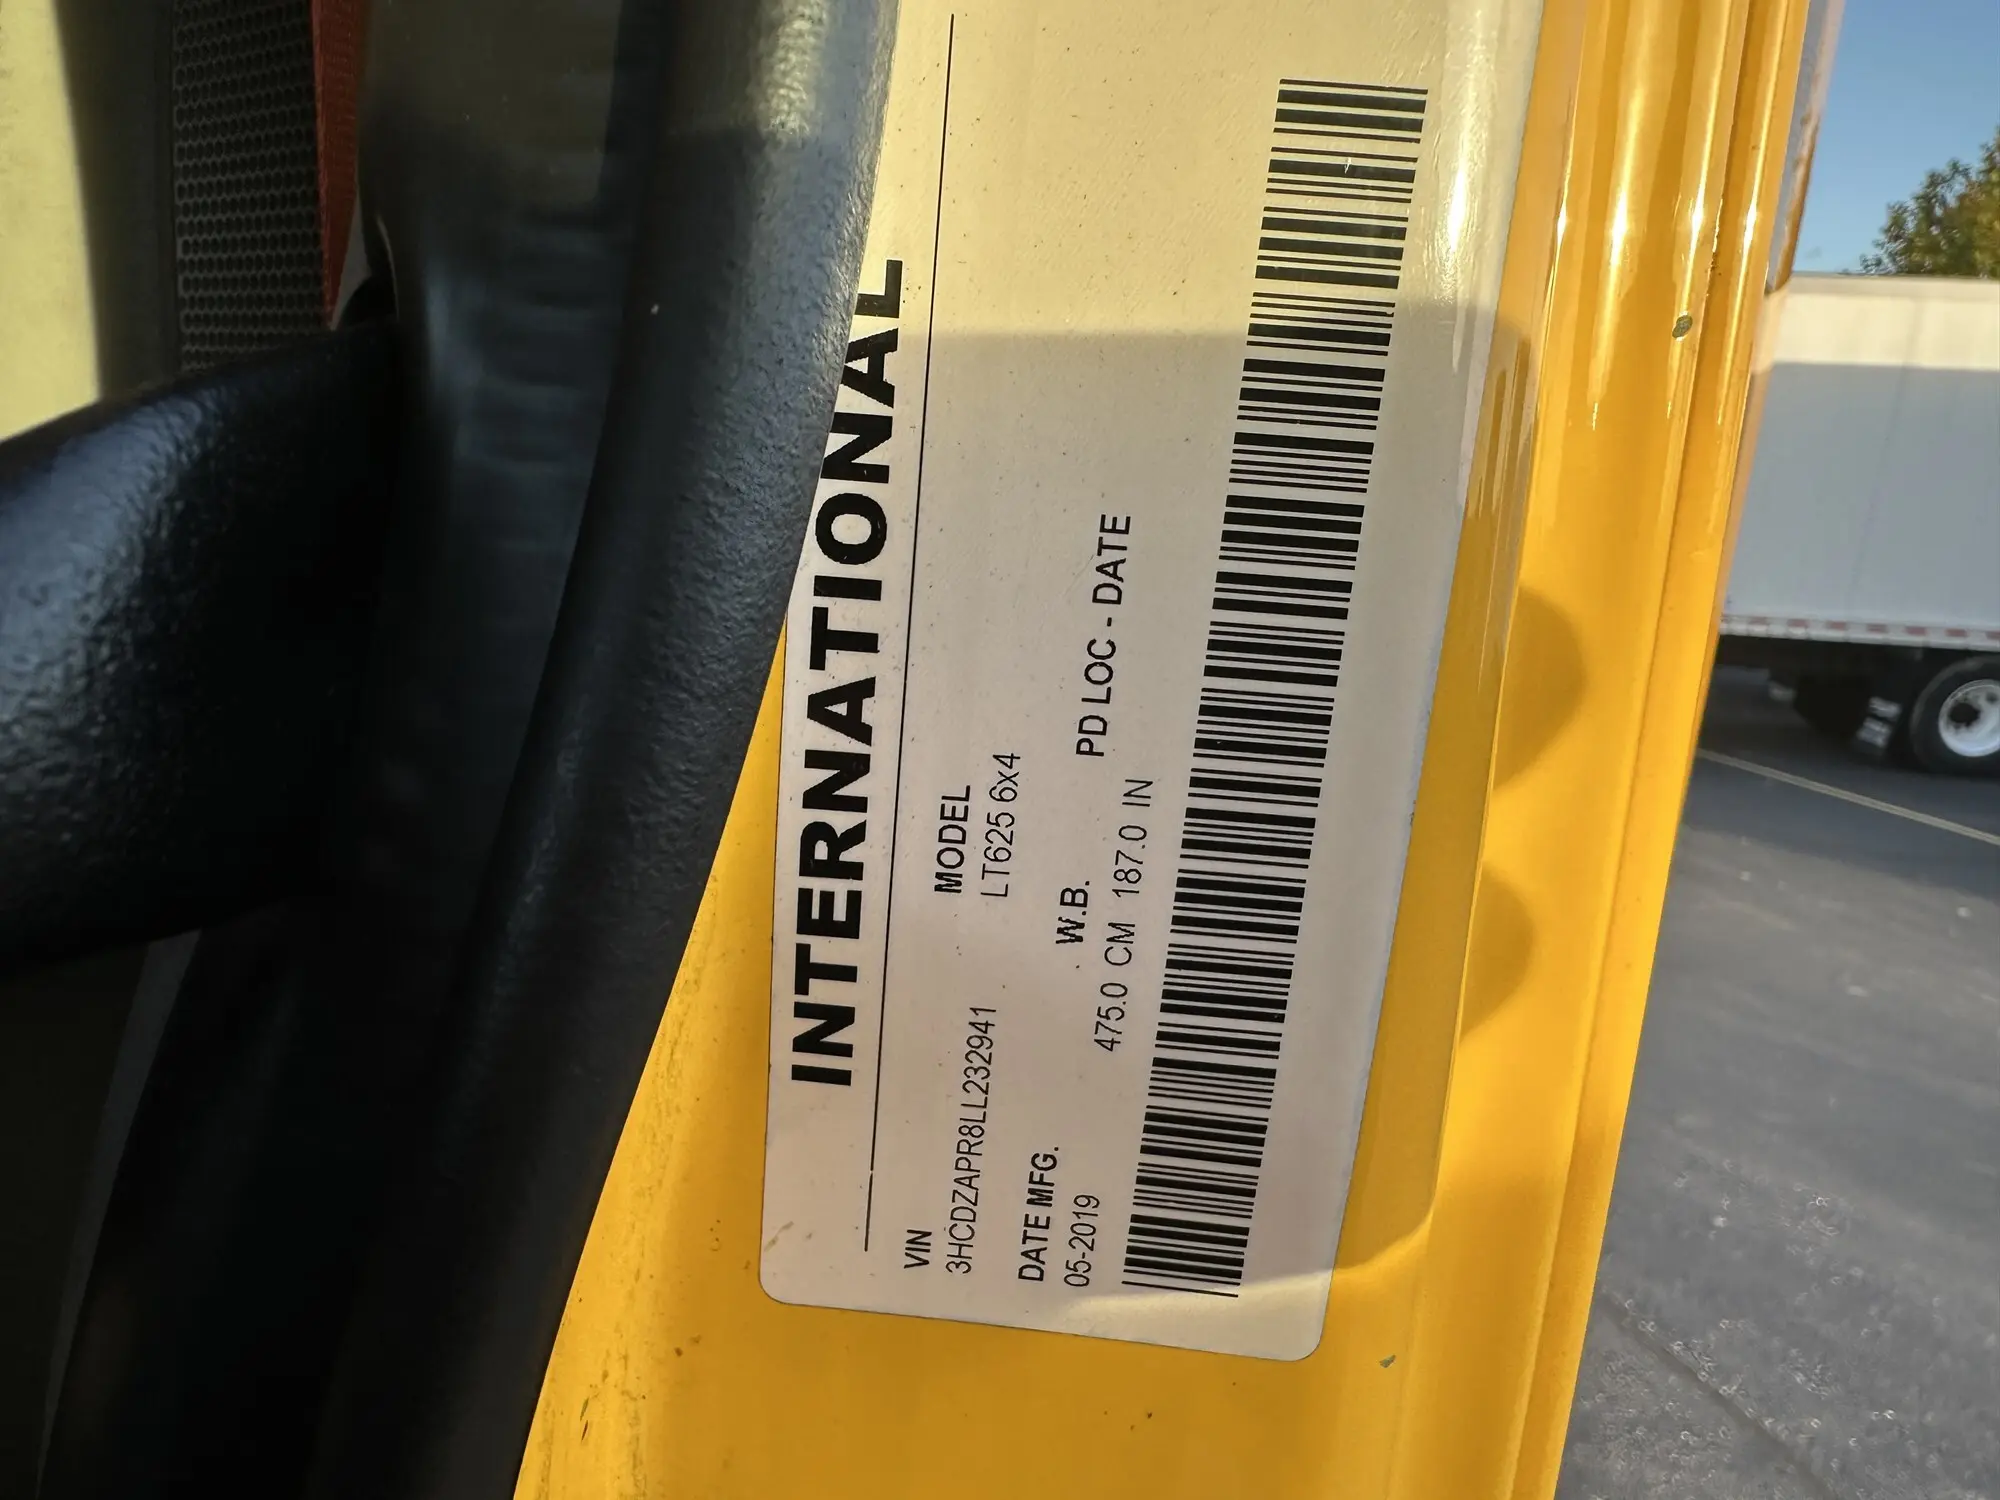 INTERNATIONAL
VIN MODEL
3HCDZAPR8LL232941 LT625 6x4
DATE MFG. W.B. PD LOC - DATE
05-2019 475.0 CM 187.0 IN